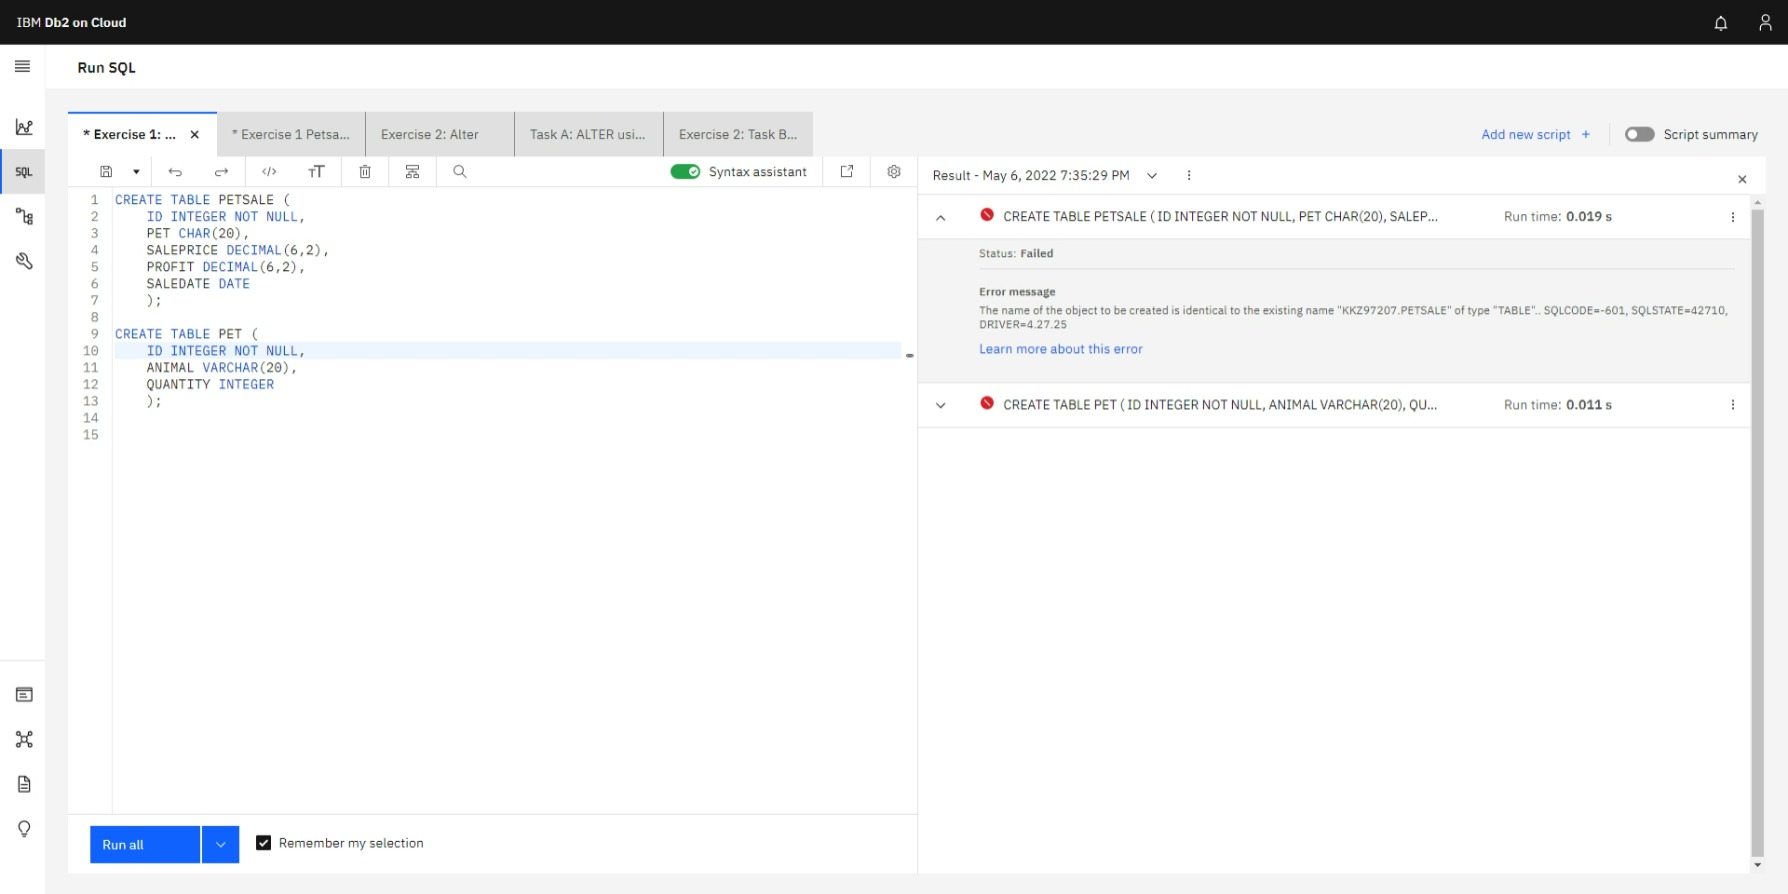 IBM Db2 on Cloud
Run SQL
* Exercise 1: ...
* Exercise 1 Petsa...
Exercise 2: Alter
Task A: ALTER usi...
Exercise 2: Task B...
Add new script +
Script summary
SQL
Syntax assistant
Result - May 6, 2022 7:35:29 PM
1 CREATE TABLE PETSALE (
2 ID INTEGER NOT NULL,
3 PET CHAR(20),
4 SALEPRICE DECIMAL(6,2),
5 PROFIT DECIMAL(6,2),
6 SALEDATE DATE
7 );
8
9 CREATE TABLE PET (
10 ID INTEGER NOT NULL,
11 ANIMAL VARCHAR(20),
12 QUANTITY INTEGER
13 );
14
15
CREATE TABLE PETSALE ( ID INTEGER NOT NULL, PET CHAR(20), SALEP... Run time: 0.019 s
Status: Failed
Error message
The name of the object to be created is identical to the existing name "KKZ97207.PETSALE" of type "TABLE".. SQLCODE=-601, SQLSTATE=42710,
DRIVER=4.27.25
Learn more about this error
CREATE TABLE PET ( ID INTEGER NOT NULL, ANIMAL VARCHAR(20), QU... Run time: 0.011 s
Run all
Remember my selection